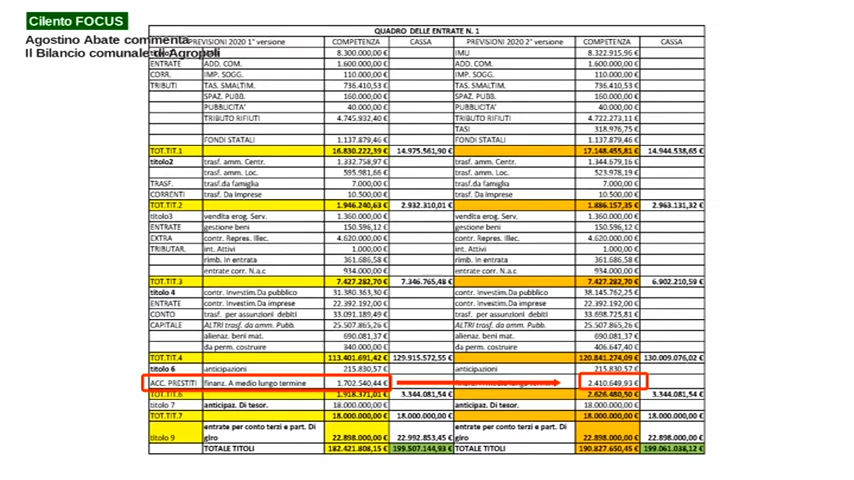 Cilento FOCUS
Agostino Abate commenta
Il Bilancio comunale di Agropoli
QUADRO DELLE ENTRATE N. 1
PREVISIONI 2020 1° versione COMPETENZA CASSA PREVISIONI 2020 2° versione COMPETENZA CASSA
8.300.000,00 € IMU 8.322.915,96 €
ENTRATE ADD. COM. 1.600.000,00 € ADD. COM. 1.600.000,00 €
CORR. IMP. SOGG. 110.000,00 € IMP. SOGG. 110.000,00 €
TRIBUTI TAS. SMALTIM. 736.410,53 € TAS. SMALTIM. 736.410,53 €
SPAZ. PUBB. 160.000,00 € SPAZ. PUBB. 160.000,00 €
PUBBLICITA' 40.000,00 € PUBBLICITA' 40.000,00 €
TRIBUTO RIFIUTI 4.745.932,40 € TRIBUTO RIFIUTI 4.722.273,11 €
TASI 318.976,75 €
FONDI STATALI 1.137.879,46 € FONDI STATALI 1.137.879,46 €
TOT.TIT.1 16.830.222,39 € 14.975.561,90 € 17.148.455,81 € 14.944.538,65 €
titolo2 trasf. amm. Centr. 1.332.758,97 € trasf. amm. Centr. 1.344.679,16 €
trasf. amm. Loc. 595.981,66 € trasf. amm. Loc. 523.978,19 €
TRASF. trasf.da famiglia 7.000,00 € trasf.da famiglia 7.000,00 €
CORRENTI trasf. Da Imprese 10.500,00 € trasf. Da Imprese 10.500,00 €
TOT.TIT.2 1.946.240,63 € 2.932.310,01 € 1.886.157,35 € 2.963.131,32 €
titolo3 vendita erog. Serv. 1.360.000,00 € vendita erog. Serv. 1.360.000,00 €
ENTRATE gestione beni 150.596,12 € gestione beni 150.596,12 €
EXTRA contr. Repres. Illec. 4.620.000,00 € contr. Repres. Illec. 4.620.000,00 €
TRIBUTAR. int. Attivi 1.000,00 € int. Attivi 1.000,00 €
rimb. In entrata 361.686,58 € rimb. In entrata 361.686,58 €
entrate corr. N.a.c 934.000,00 € entrate corr. N.a.c 934.000,00 €
TOT.TIT.3 7.427.282,70 € 7.346.765,48 € 7.427.282,70 € 6.902.210,59 €
titolo 4 contr. Investim.Da pubblico 31.380.363,30 € contr. Investim.Da pubblico 38.145.762,25 €
ENTRATE contr. Investim.Da imprese 22.392.192,00 € contr. Investim.Da imprese 22.392.192,00 €
CONTO trasf. per assunzioni debiti 33.091.189,49 € trasf. per assunzioni debiti 33.698.725,81 €
CAPITALE ALTRI trasf. da amm. Pubb. 25.507.865,26 € ALTRI trasf. da amm. Pubb. 25.507.865,26 €
alienaz. beni mat. 690.081,37 € alienaz. beni mat. 690.081,37 €
da perm. costruire 340.000,00 € da perm. costruire 406.647,40 €
TOT.TIT.4 113.401.691,42 € 129.915.572,55 € 120.841.274,09 € 130.009.076,02 €
titolo 6 anticipazioni 215.830,57 € anticipazioni 215.830,57 €
ACC. PRESTITI finanz. A medio lungo termine 1.702.540,44 € 2.410.649,93 €
TOT.TIT.6 1.918.371,01 € 3.344.081,54 € 2.626.480,50 € 3.344.081,54 €
titolo 7 anticipaz. Di tesor. 18.000.000,00 € anticipaz. Di tesor. 18.000.000,00 €
TOT.TIT.7 18.000.000,00 € 18.000.000,00 € 18.000.000,00 € 18.000.000,00 €
entrate per conto terzi e part. Di entrate per conto terzi e part. Di
titolo 9 giro 22.898.000,00 € 22.992.853,45 € giro 22.898.000,00 € 22.898.000,00 €
TOTALE TITOLI 182.421.808,15 € 199.507.144,93 € TOTALE TITOLI 190.827.650,45 € 199.061.038,12 €